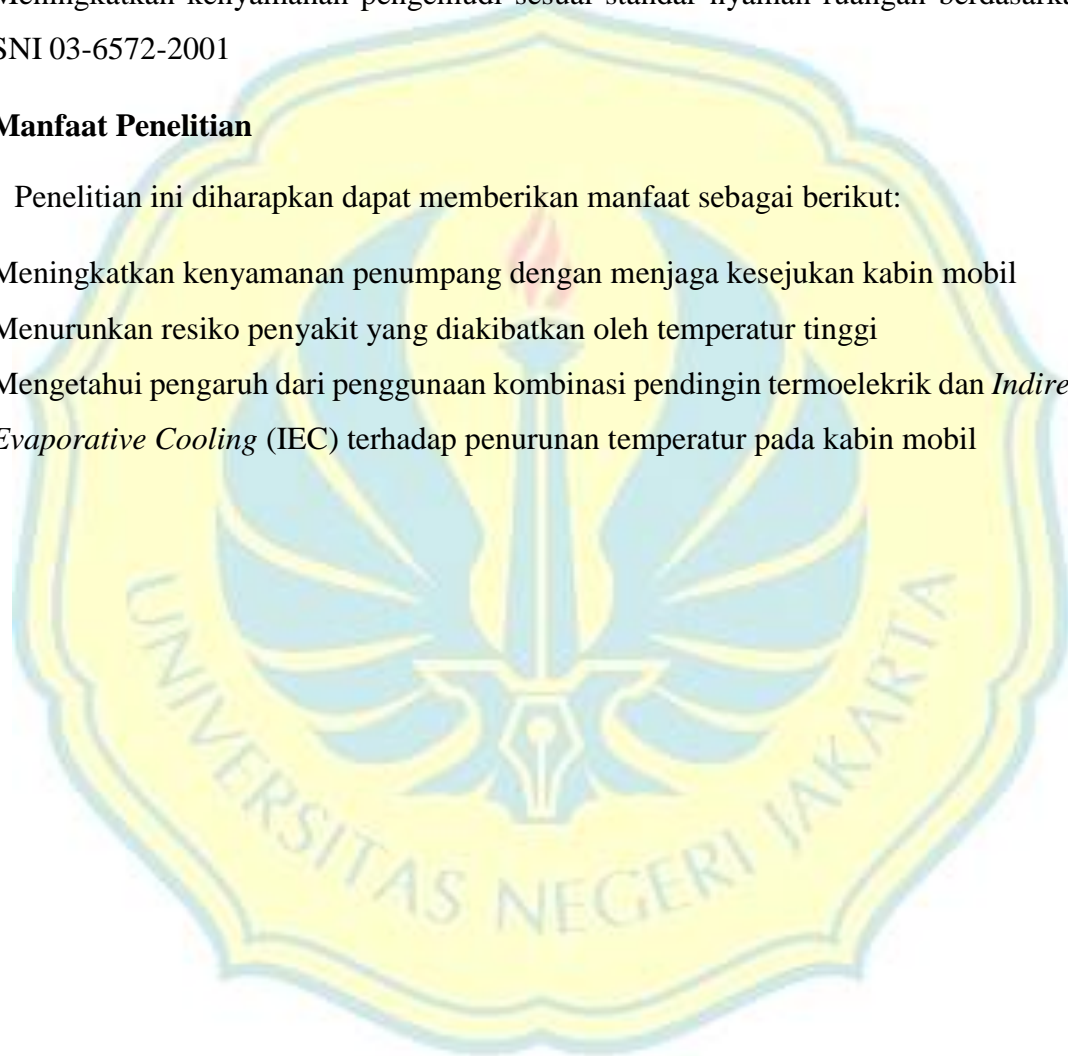 Meningkatkan kenyamanan pengemudi sesuai standar nyaman ruangan berdasarka
SNI 03-6572-2001
Manfaat Penelitian
Penelitian ini diharapkan dapat memberikan manfaat sebagai berikut:
Meningkatkan kenyamanan penumpang dengan menjaga kesejukan kabin mobil
Menurunkan resiko penyakit yang diakibatkan oleh temperatur tinggi
Mengetahui pengaruh dari penggunaan kombinasi pendingin termoelekrik dan Indire
Evaporative Cooling (IEC) terhadap penurunan temperatur pada kabin mobil
UNIVERSITAS NEGERI JAKARTA